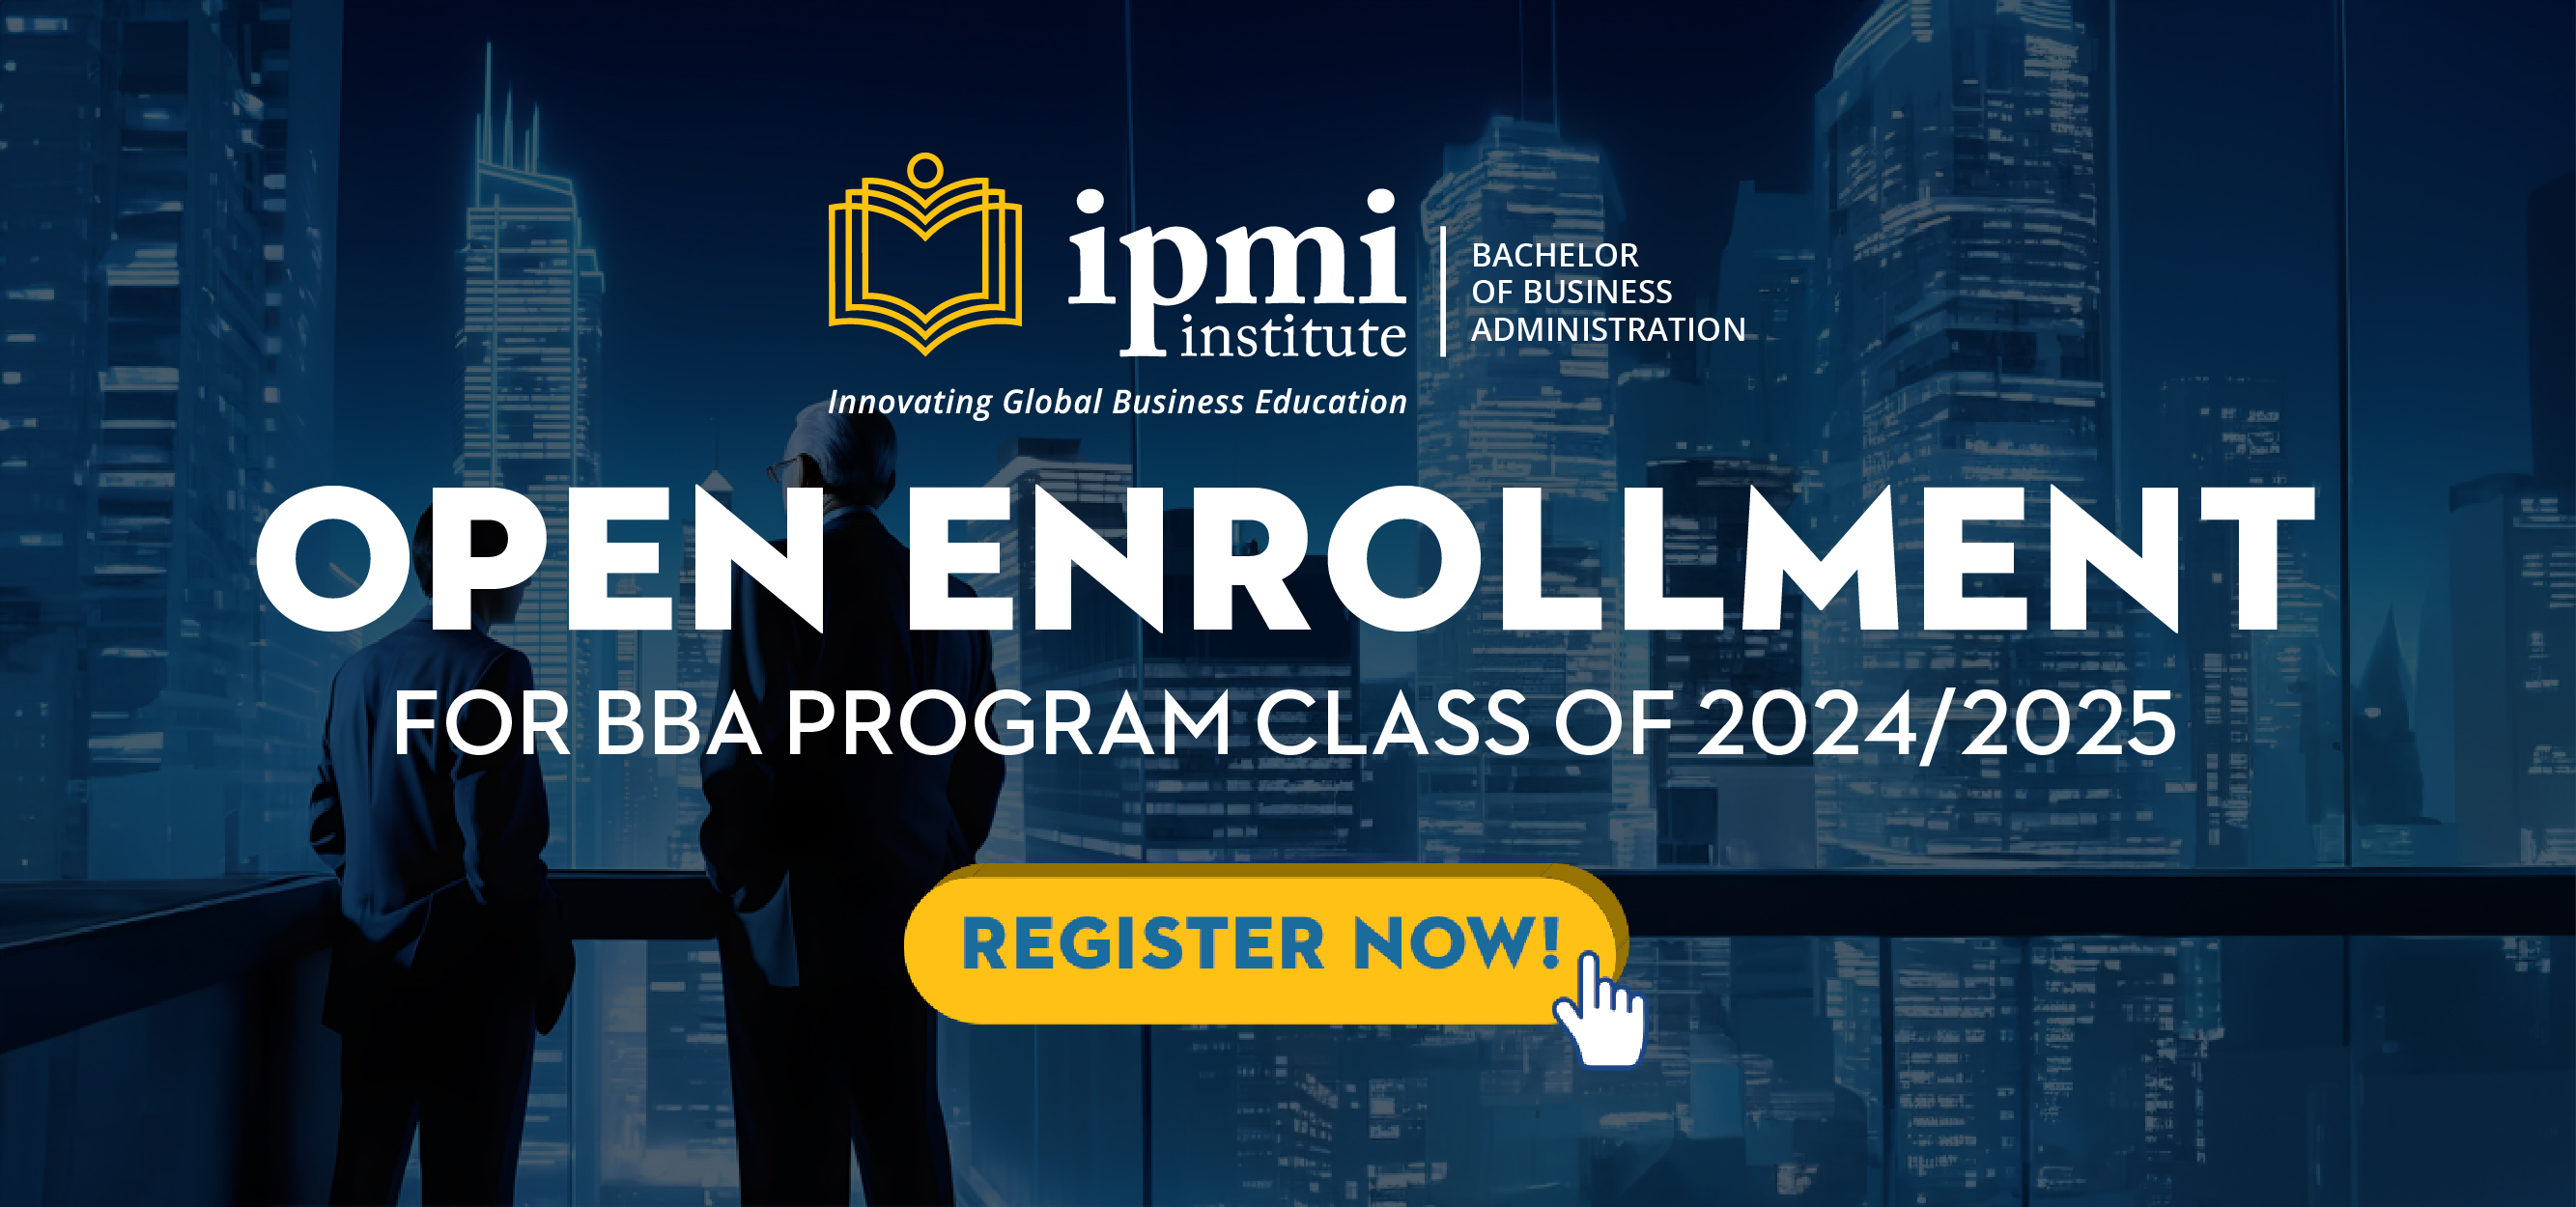 ipmi
institute
BACHELOR
OF BUSINESS
ADMINISTRATION
Innovating Global Business Education
OPEN ENROLLMENT
FOR BBA PROGRAM CLASS OF 2024/2025
REGISTER NOW!